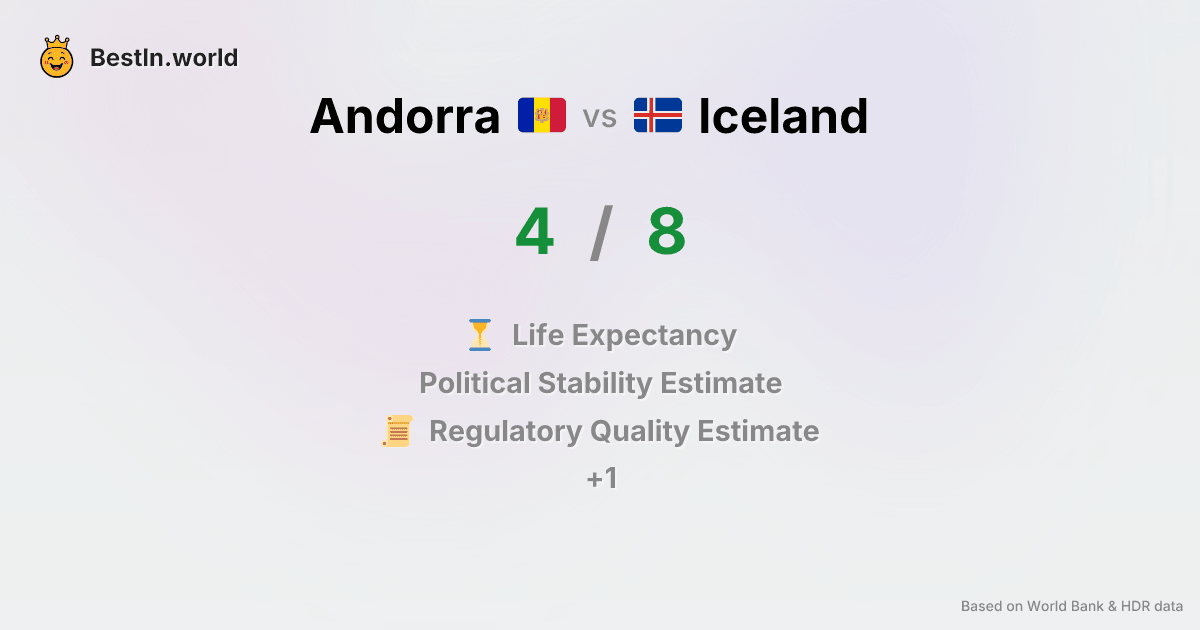 BestIn.world
Andorra vs Iceland
4 / 8
Life Expectancy
Political Stability Estimate
Regulatory Quality Estimate
+1
Based on World Bank & HDR data